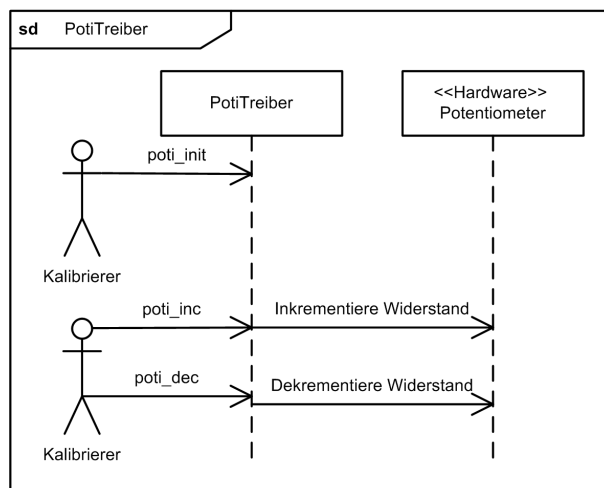 sd PotiTreiber
PotiTreiber
<<Hardware>>
Potentiometer
poti_init
Kalibrierer
poti_inc
Inkrementiere Widerstand
poti_dec
Dekrementiere Widerstand
Kalibrierer